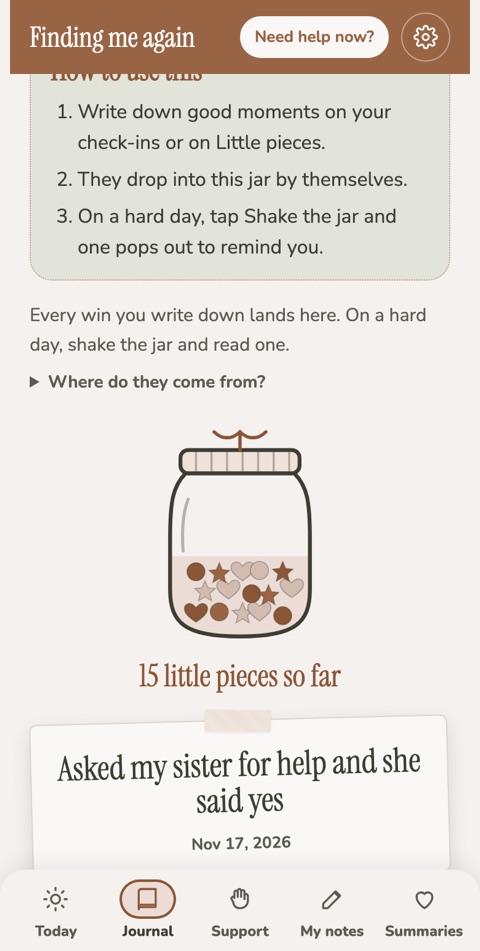 Finding me again
Need help now?
How to use this
1. Write down good moments on your
check-ins or on Little pieces.
2. They drop into this jar by themselves.
3. On a hard day, tap Shake the jar and
one pops out to remind you.
Every win you write down lands here. On a hard
day, shake the jar and read one.
Where do they come from?
15 little pieces so far
Asked my sister for help and she
said yes
Nov 17, 2026
Today
Journal
Support
My notes
Summaries